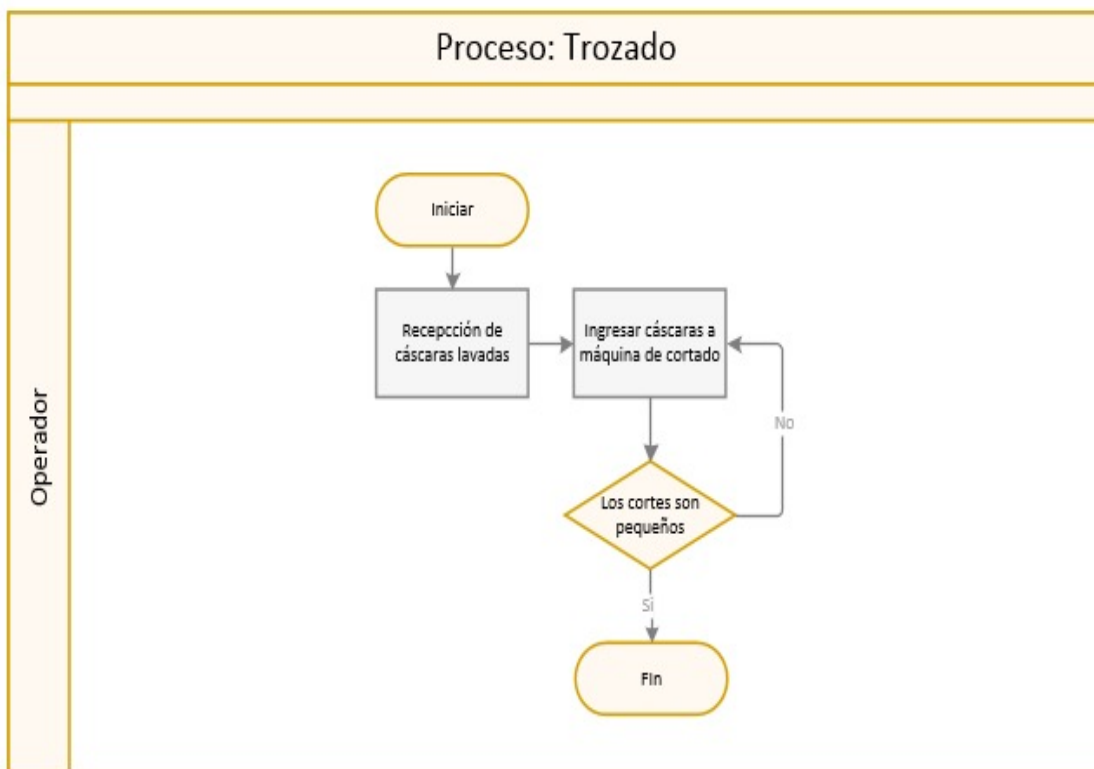 Proceso: Trozado
Operador
Iniciar
Recepcción de
cáscaras lavadas
Ingresar cáscaras a
máquina de cortado
No
Los cortes son
pequeños
Si
Fin